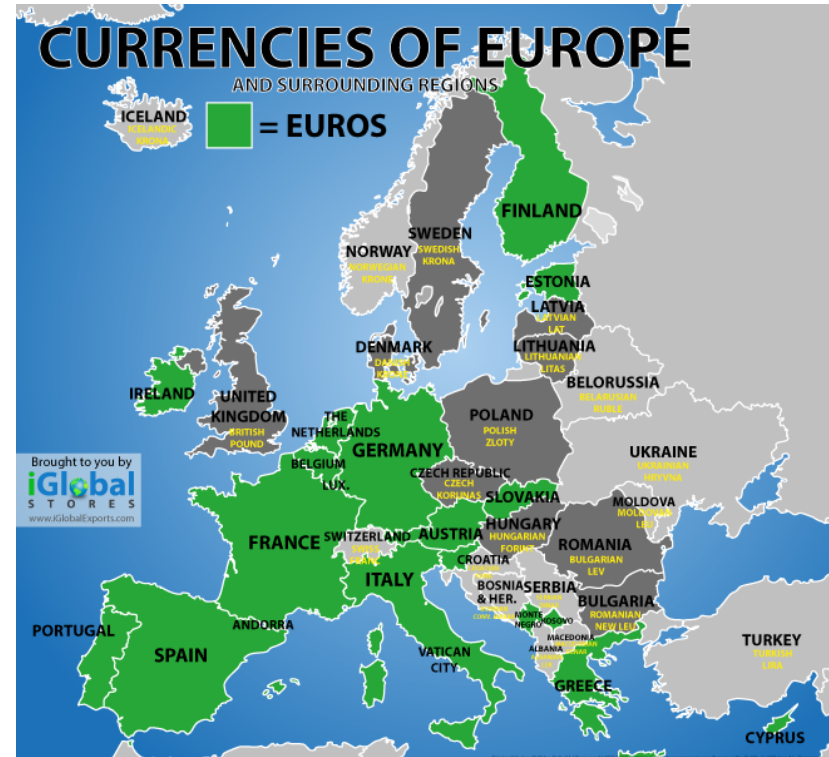 CURRENCIES OF EUROPE
AND SURROUNDING REGIONS
= EUROS
ICELAND
ICELANDIC
KRONA
FINLAND
SWEDEN
SWEDISH
KRONA
NORWAY
NORWEGIAN
KRONE
ESTONIA
LATVIA
LATVIAN
LAT
LITHUANIA
LITHUANIAN
LITAS
DENMARK
DANISH
KRONE
BELORUSSIA
BELARUSIAN
RUBLE
IRELAND
UNITED
KINGDOM
BRITISH
POUND
THE
NETHERLANDS
BELGIUM
LUX.
GERMANY
POLAND
POLISH
ZLOTY
CZECH REPUBLIC
CZECH
KORUNAS
UKRAINE
UKRAINIAN
HRYVNA
SLOVAKIA
MOLDOVA
MOLDOVAN
LEU
Brought to you by
iGlobal
STORES
www.iGlobalExports.com
FRANCE
SWITZERLAND
SWISS
FRANC
AUSTRIA
HUNGARY
HUNGARIAN
FORINT
ROMANIA
BULGARIAN
LEV
ITALY
CROATIA
BOSNIA
& HER.
SERBIA
BULGARIA
ROMANIAN
NEW LEU
MONTE
NEGRO
KOSOVO
MACEDONIA
ALBANIA
PORTUGAL
SPAIN
ANDORRA
VATICAN
CITY
GREECE
TURKEY
TURKISH
LIRA
CYPRUS